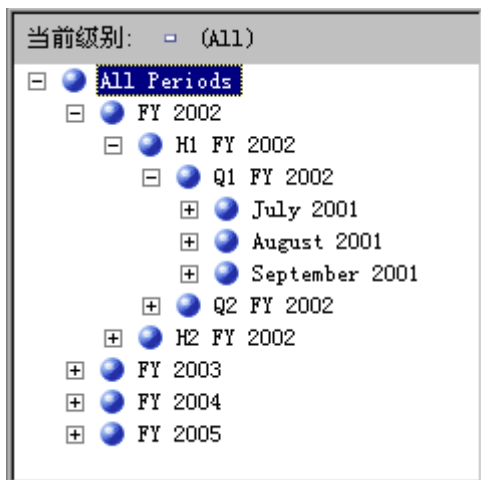 当前级别: (All)
All Periods
FY 2002
H1 FY 2002
Q1 FY 2002
July 2001
August 2001
September 2001
Q2 FY 2002
H2 FY 2002
FY 2003
FY 2004
FY 2005